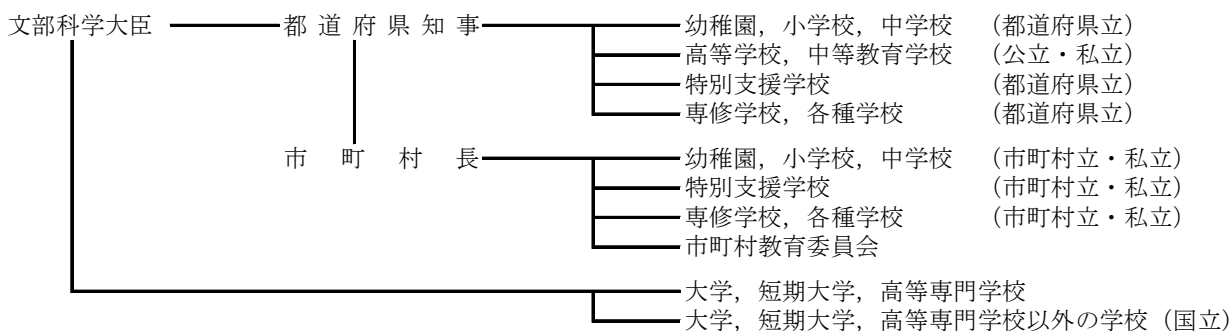 文部科学大臣 都道府県知事 幼稚園，小学校，中学校 （都道府県立）
高等学校，中等教育学校 （公立・私立）
特別支援学校 （都道府県立）
専修学校，各種学校 （都道府県立）
市町村長 幼稚園，小学校，中学校 （市町村立・私立）
特別支援学校 （市町村立・私立）
専修学校，各種学校 （市町村立・私立）
市町村教育委員会
大学，短期大学，高等専門学校
大学，短期大学，高等専門学校以外の学校（国立）